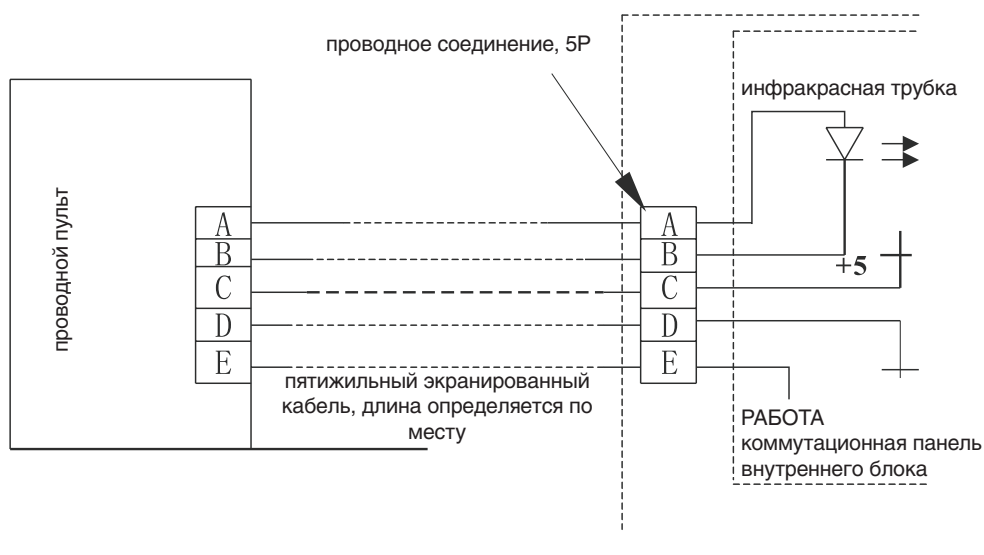 проводное соединение, 5P
инфракрасная трубка
проводной пульт
A
B
C
D
E
A
B
C
D
E
+5
пятижильный экранированный
кабель, длина определяется по
месту
РАБОТА
коммутационная панель
внутреннего блока